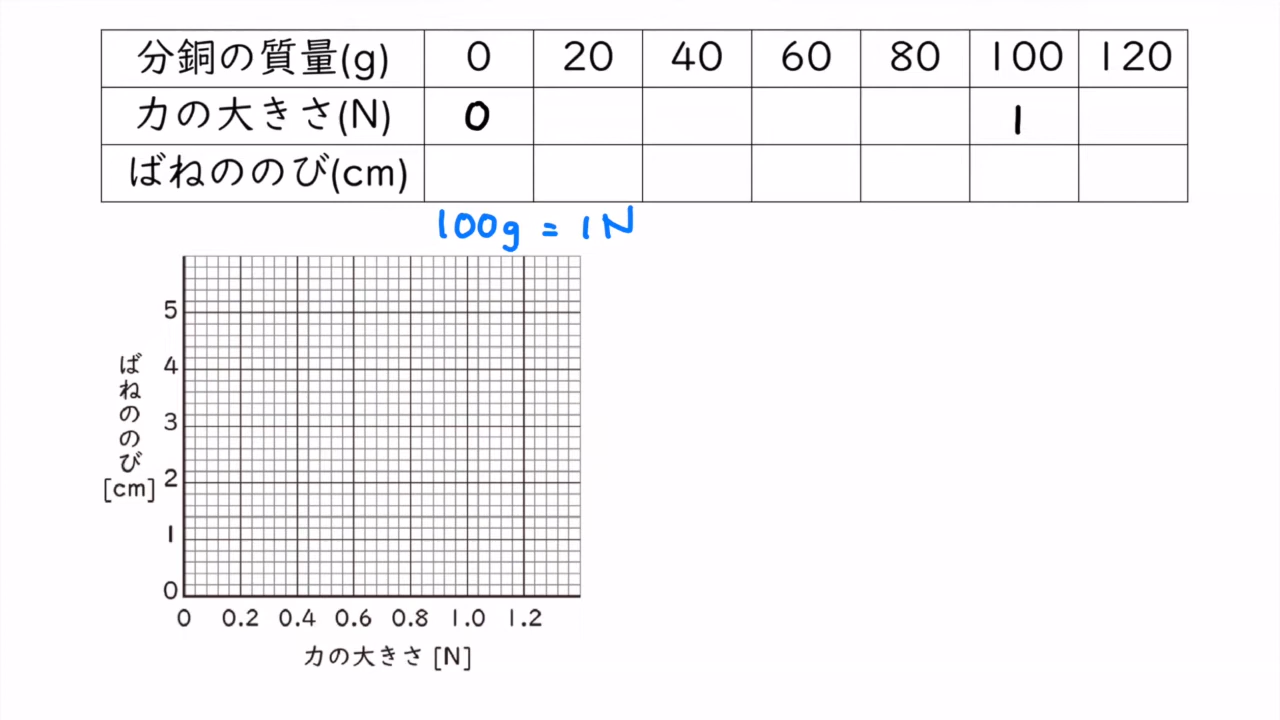 分銅の質量(g) 0 20 40 60 80 100 120
力の大きさ(N) 0 1
ばねののび(cm)
100g = 1N
5
4
3
2
1
0
ばねののび
[cm]
0 0.2 0.4 0.6 0.8 1.0 1.2
力の大きさ [N]